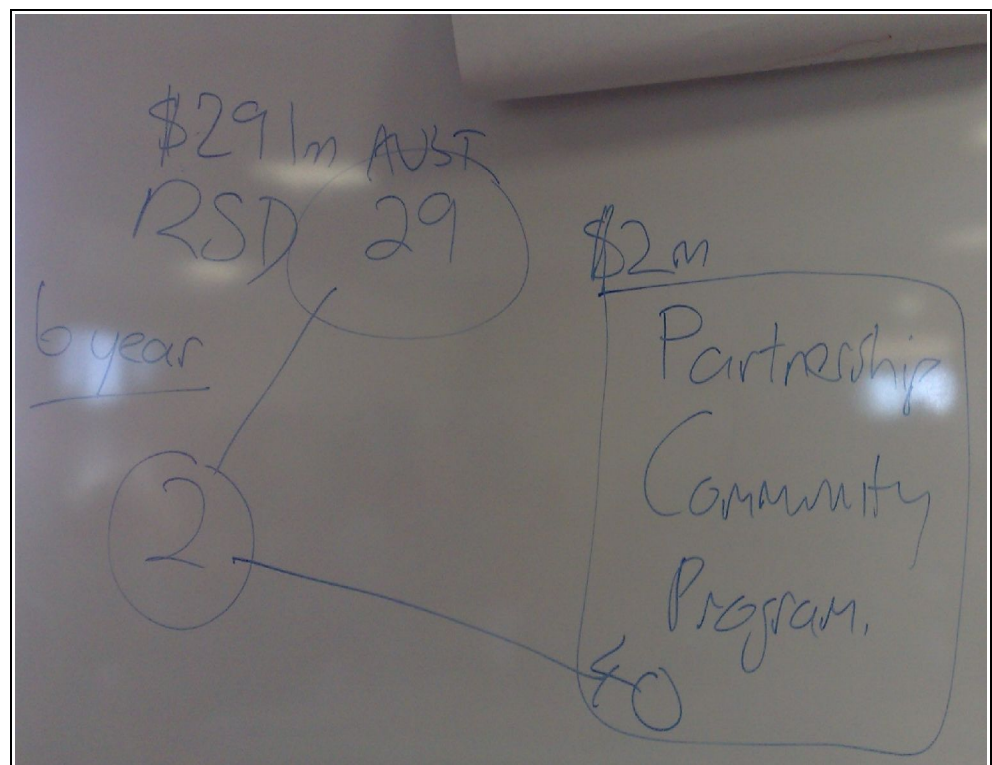 $291m AUST
RSD 29
6 year
2
$2m
Partnership
Community
Program.
40